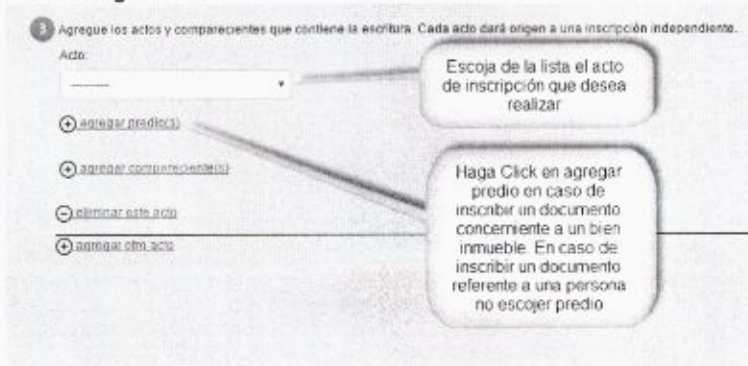 3 Agregue los actos y comparecientes que contiene la escritura. Cada acto dará origen a una inscripción independiente.
Acto:
---------
Escoja de la lista el acto
de inscripción que desea
realizar
agregar predio(s)
agregar compareciente(s)
eliminar este acto
agregar otro acto
Haga Click en agregar
predio en caso de
inscribir un documento
concerniente a un bien
inmueble. En caso de
inscribir un documento
referente a una persona
no escojer predio